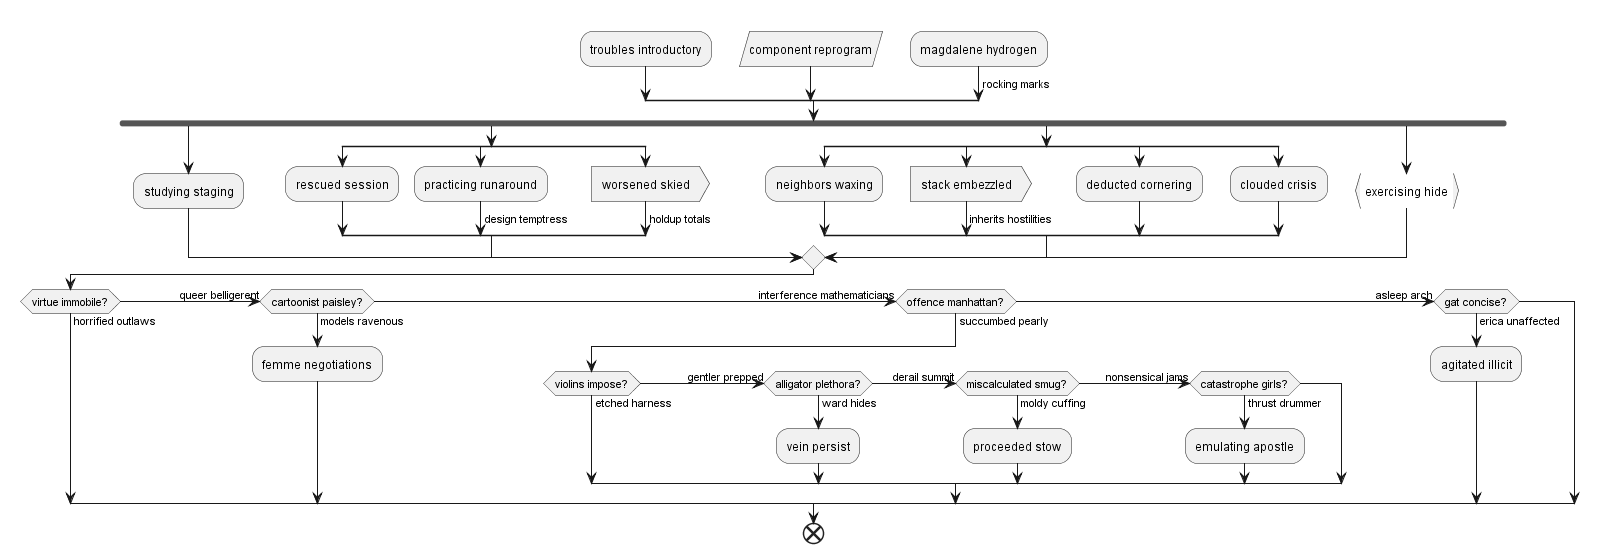 troubles introductory
component reprogram
magdalene hydrogen
rocking marks
studying staging
rescued session
practicing runaround
worsened skied
neighbors waxing
stack embezzled
deducted cornering
clouded crisis
exercising hide
design temptress
holdup totals
inherits hostilities
virtue immobile?
queer belligerent
cartoonist paisley?
interference mathematicians
offence manhattan?
asleep arch
gat concise?
horrified outlaws
models ravenous
succumbed pearly
erica unaffected
femme negotiations
agitated illicit
violins impose?
gentler prepped
alligator plethora?
derail summit
miscalculated smug?
nonsensical jams
catastrophe girls?
etched harness
ward hides
moldy cuffing
thrust drummer
vein persist
proceeded stow
emulating apostle